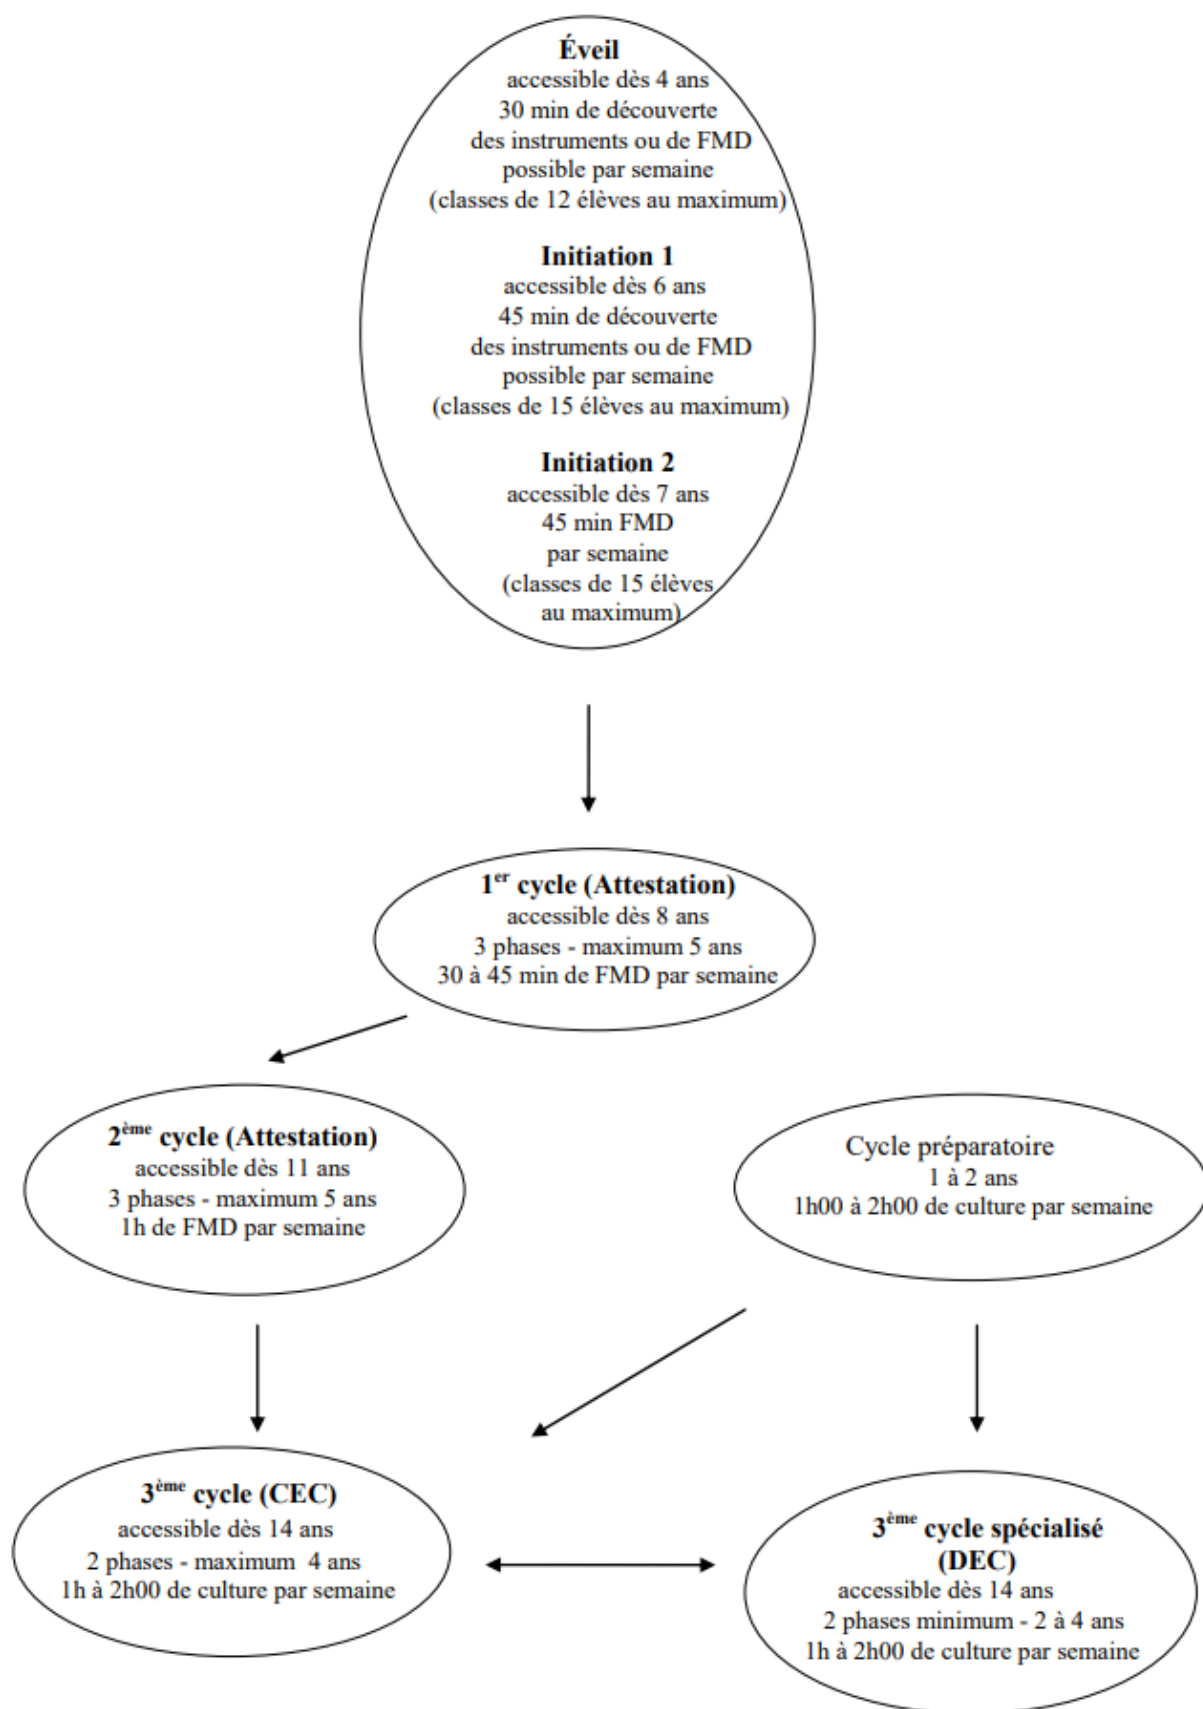 Éveil
accessible dès 4 ans
30 min de découverte
des instruments ou de FMD
possible par semaine
(classes de 12 élèves au maximum)
Initiation 1
accessible dès 6 ans
45 min de découverte
des instruments ou de FMD
possible par semaine
(classes de 15 élèves au maximum)
Initiation 2
accessible dès 7 ans
45 min FMD
par semaine
(classes de 15 élèves
au maximum)
1er cycle (Attestation)
accessible dès 8 ans
3 phases - maximum 5 ans
30 à 45 min de FMD par semaine
2ème cycle (Attestation)
accessible dès 11 ans
3 phases - maximum 5 ans
1h de FMD par semaine
Cycle préparatoire
1 à 2 ans
1h00 à 2h00 de culture par semaine
3ème cycle (CEC)
accessible dès 14 ans
2 phases - maximum 4 ans
1h à 2h00 de culture par semaine
3ème cycle spécialisé
(DEC)
accessible dès 14 ans
2 phases minimum - 2 à 4 ans
1h à 2h00 de culture par semaine